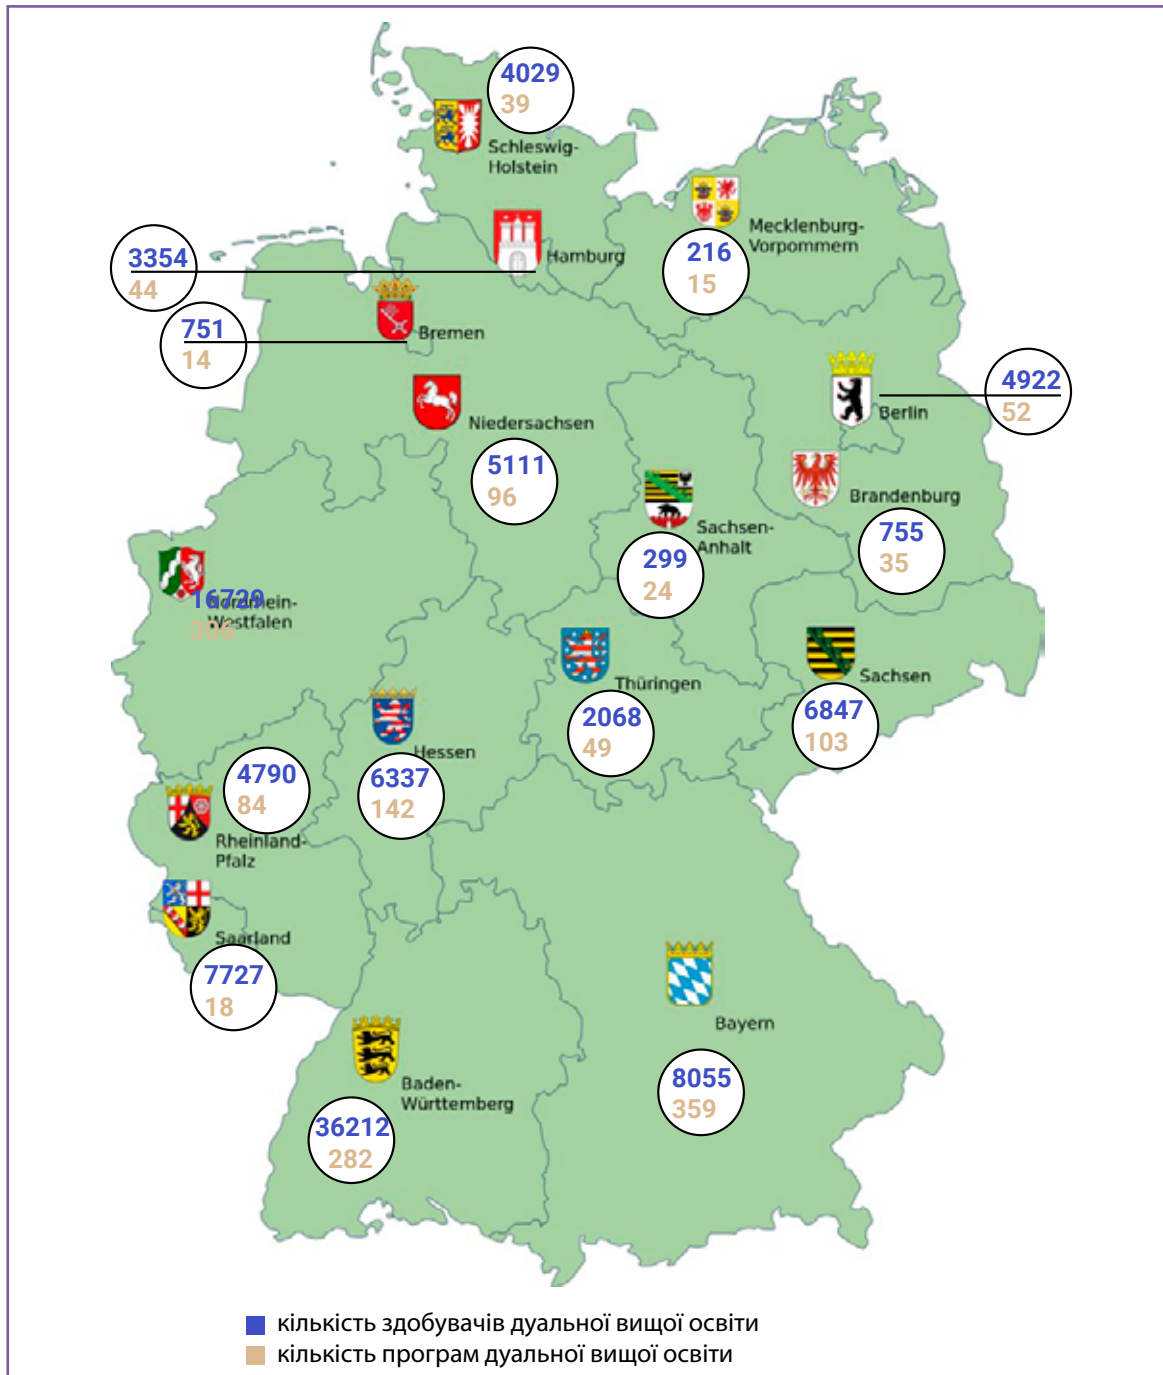 4029
39
Schleswig-
Holstein
Mecklenburg-
Vorpommern
216
15
Hamburg
3354
44
Bremen
751
14
Berlin
4922
52
Niedersachsen
5111
96
Brandenburg
755
35
Sachsen-
Anhalt
299
24
16729
Nordrhein-
Westfalen
306
Sachsen
6847
103
Thüringen
2068
49
Hessen
6337
142
4790
84
Rheinland-
Pfalz
Saarland
7727
18
Bayern
8055
359
Baden-
Württemberg
36212
282
кількість здобувачів дуальної вищої освіти
кількість програм дуальної вищої освіти